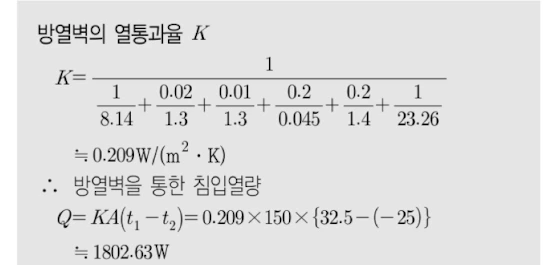 방열벽의 열통과율 K
K= 1 / (1/8.14 + 0.02/1.3 + 0.01/1.3 + 0.2/0.045 + 0.2/1.4 + 1/23.26)
≒0.209W/(m²·K)
∴ 방열벽을 통한 침입열량
Q= KA(t₁-t₂)=0.209×150×{32.5-(-25)}
≒1802.63W